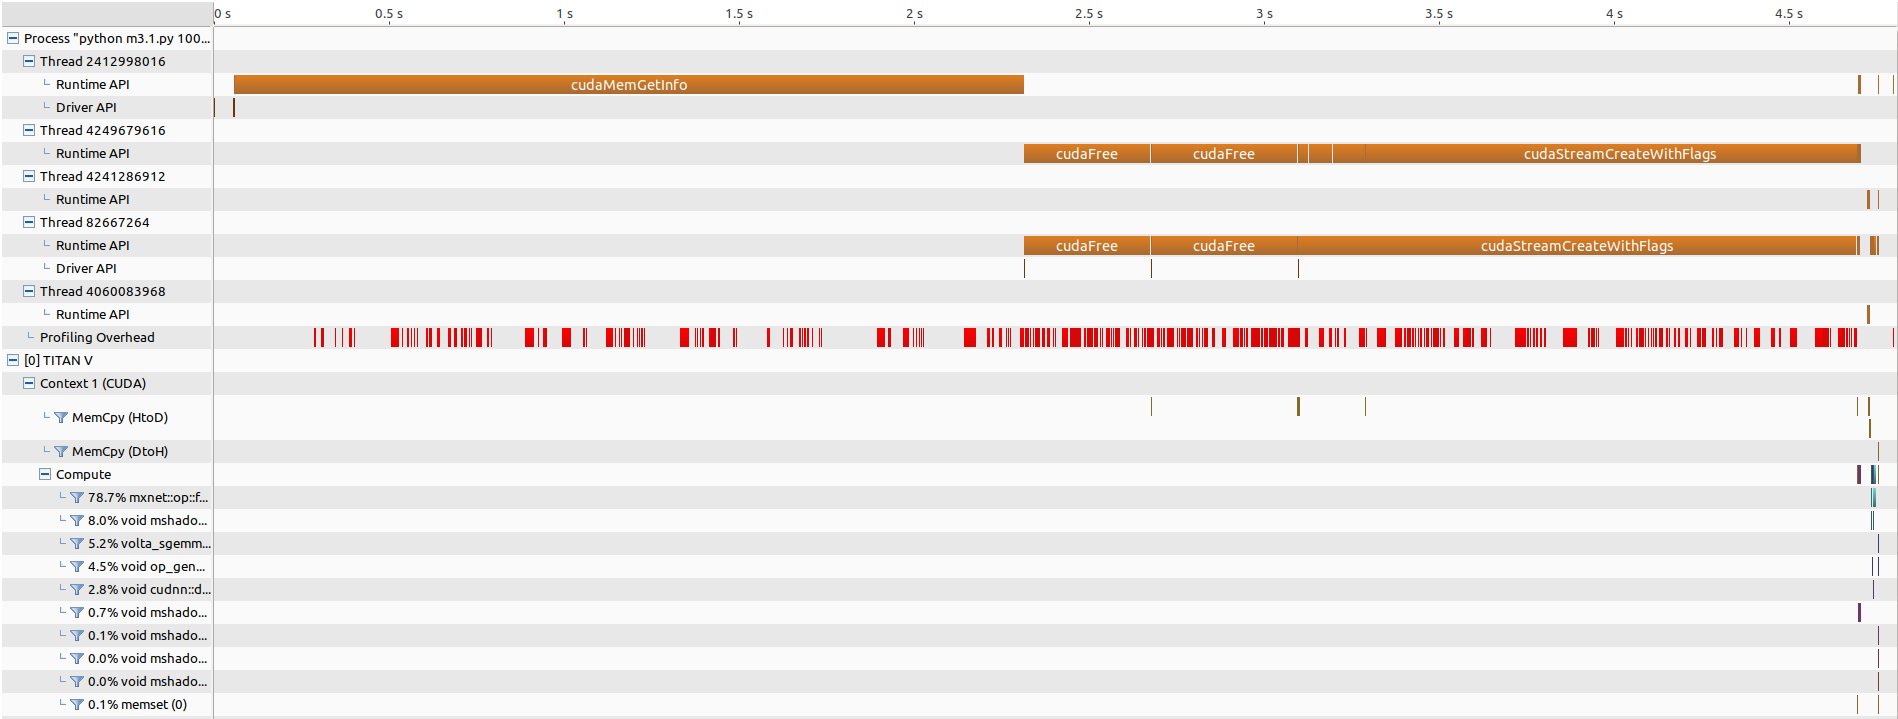 0 s 0.5 s 1 s 1.5 s 2 s 2.5 s 3 s 3.5 s 4 s 4.5 s
Process "python m3.1.py 100...
Thread 2412998016
Runtime API cudaMemGetInfo
Driver API
Thread 4249679616
Runtime API cudaFree cudaFree cudaStreamCreateWithFlags
Thread 4241286912
Runtime API
Thread 82667264
Runtime API cudaFree cudaFree cudaStreamCreateWithFlags
Driver API
Thread 4060083968
Runtime API
Profiling Overhead
[0] TITAN V
Context 1 (CUDA)
MemCpy (HtoD)
MemCpy (DtoH)
Compute
78.7% mxnet::op::f...
8.0% void mshado...
5.2% volta_sgemm...
4.5% void op_gen...
2.8% void cudnn::d...
0.7% void mshado...
0.1% void mshado...
0.0% void mshado...
0.0% void mshado...
0.1% memset (0)